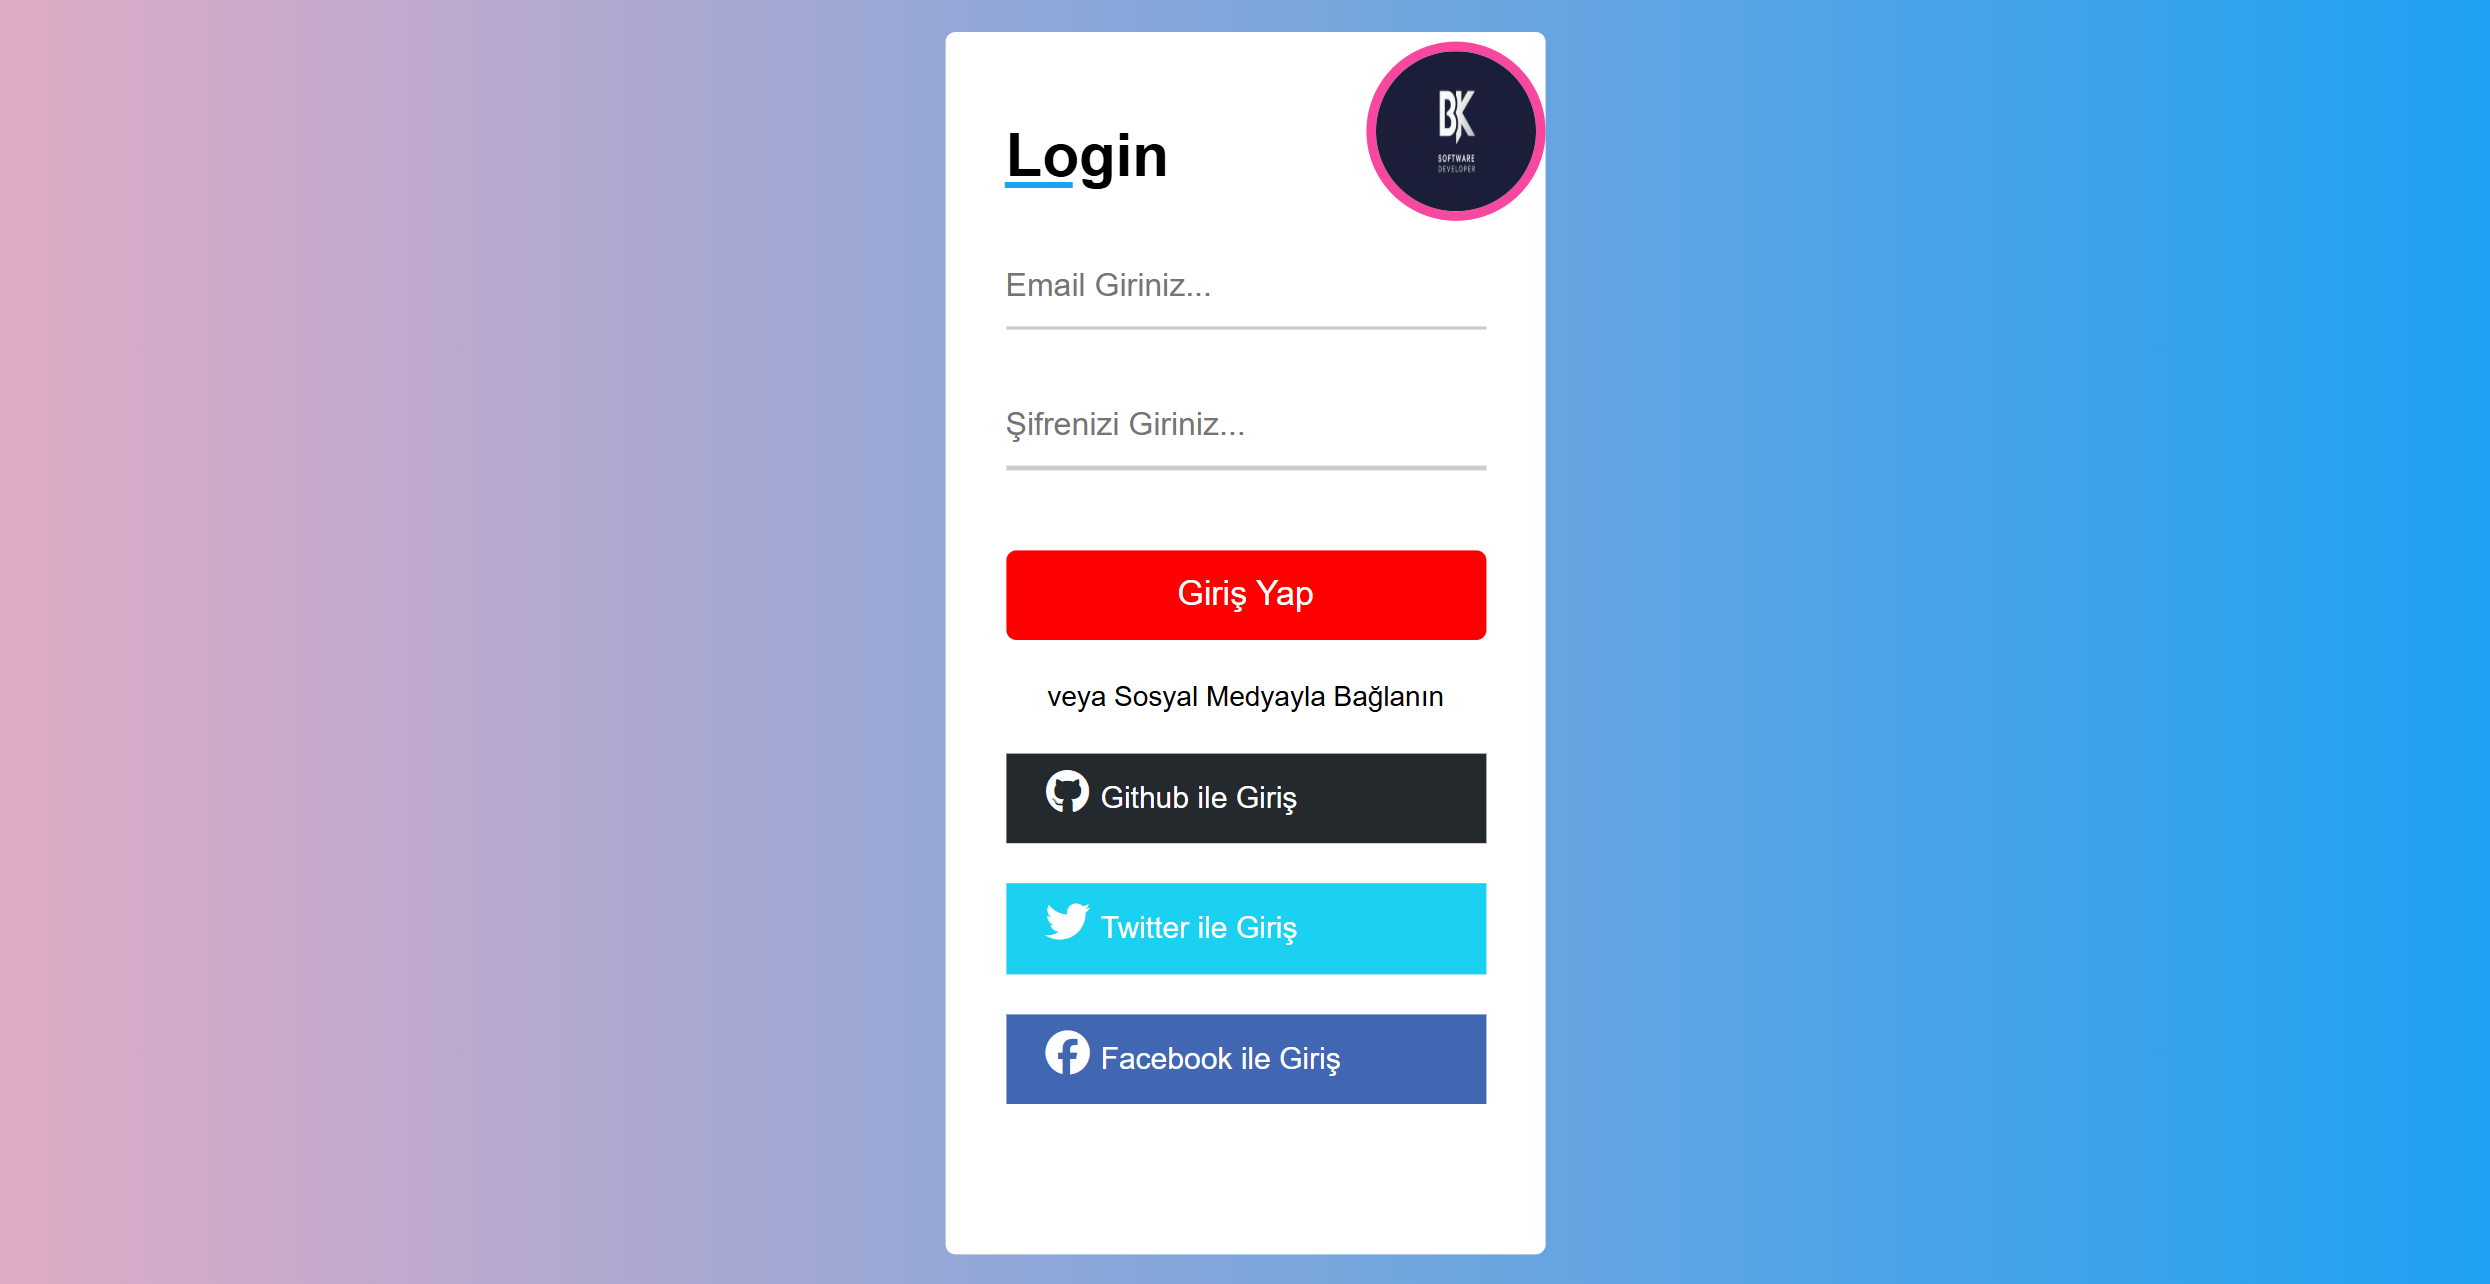 BK
SOFTWARE
DEVELOPER
Login
Email Giriniz...
Şifrenizi Giriniz...
Giriş Yap
veya Sosyal Medyayla Bağlanın
Github ile Giriş
Twitter ile Giriş
Facebook ile Giriş